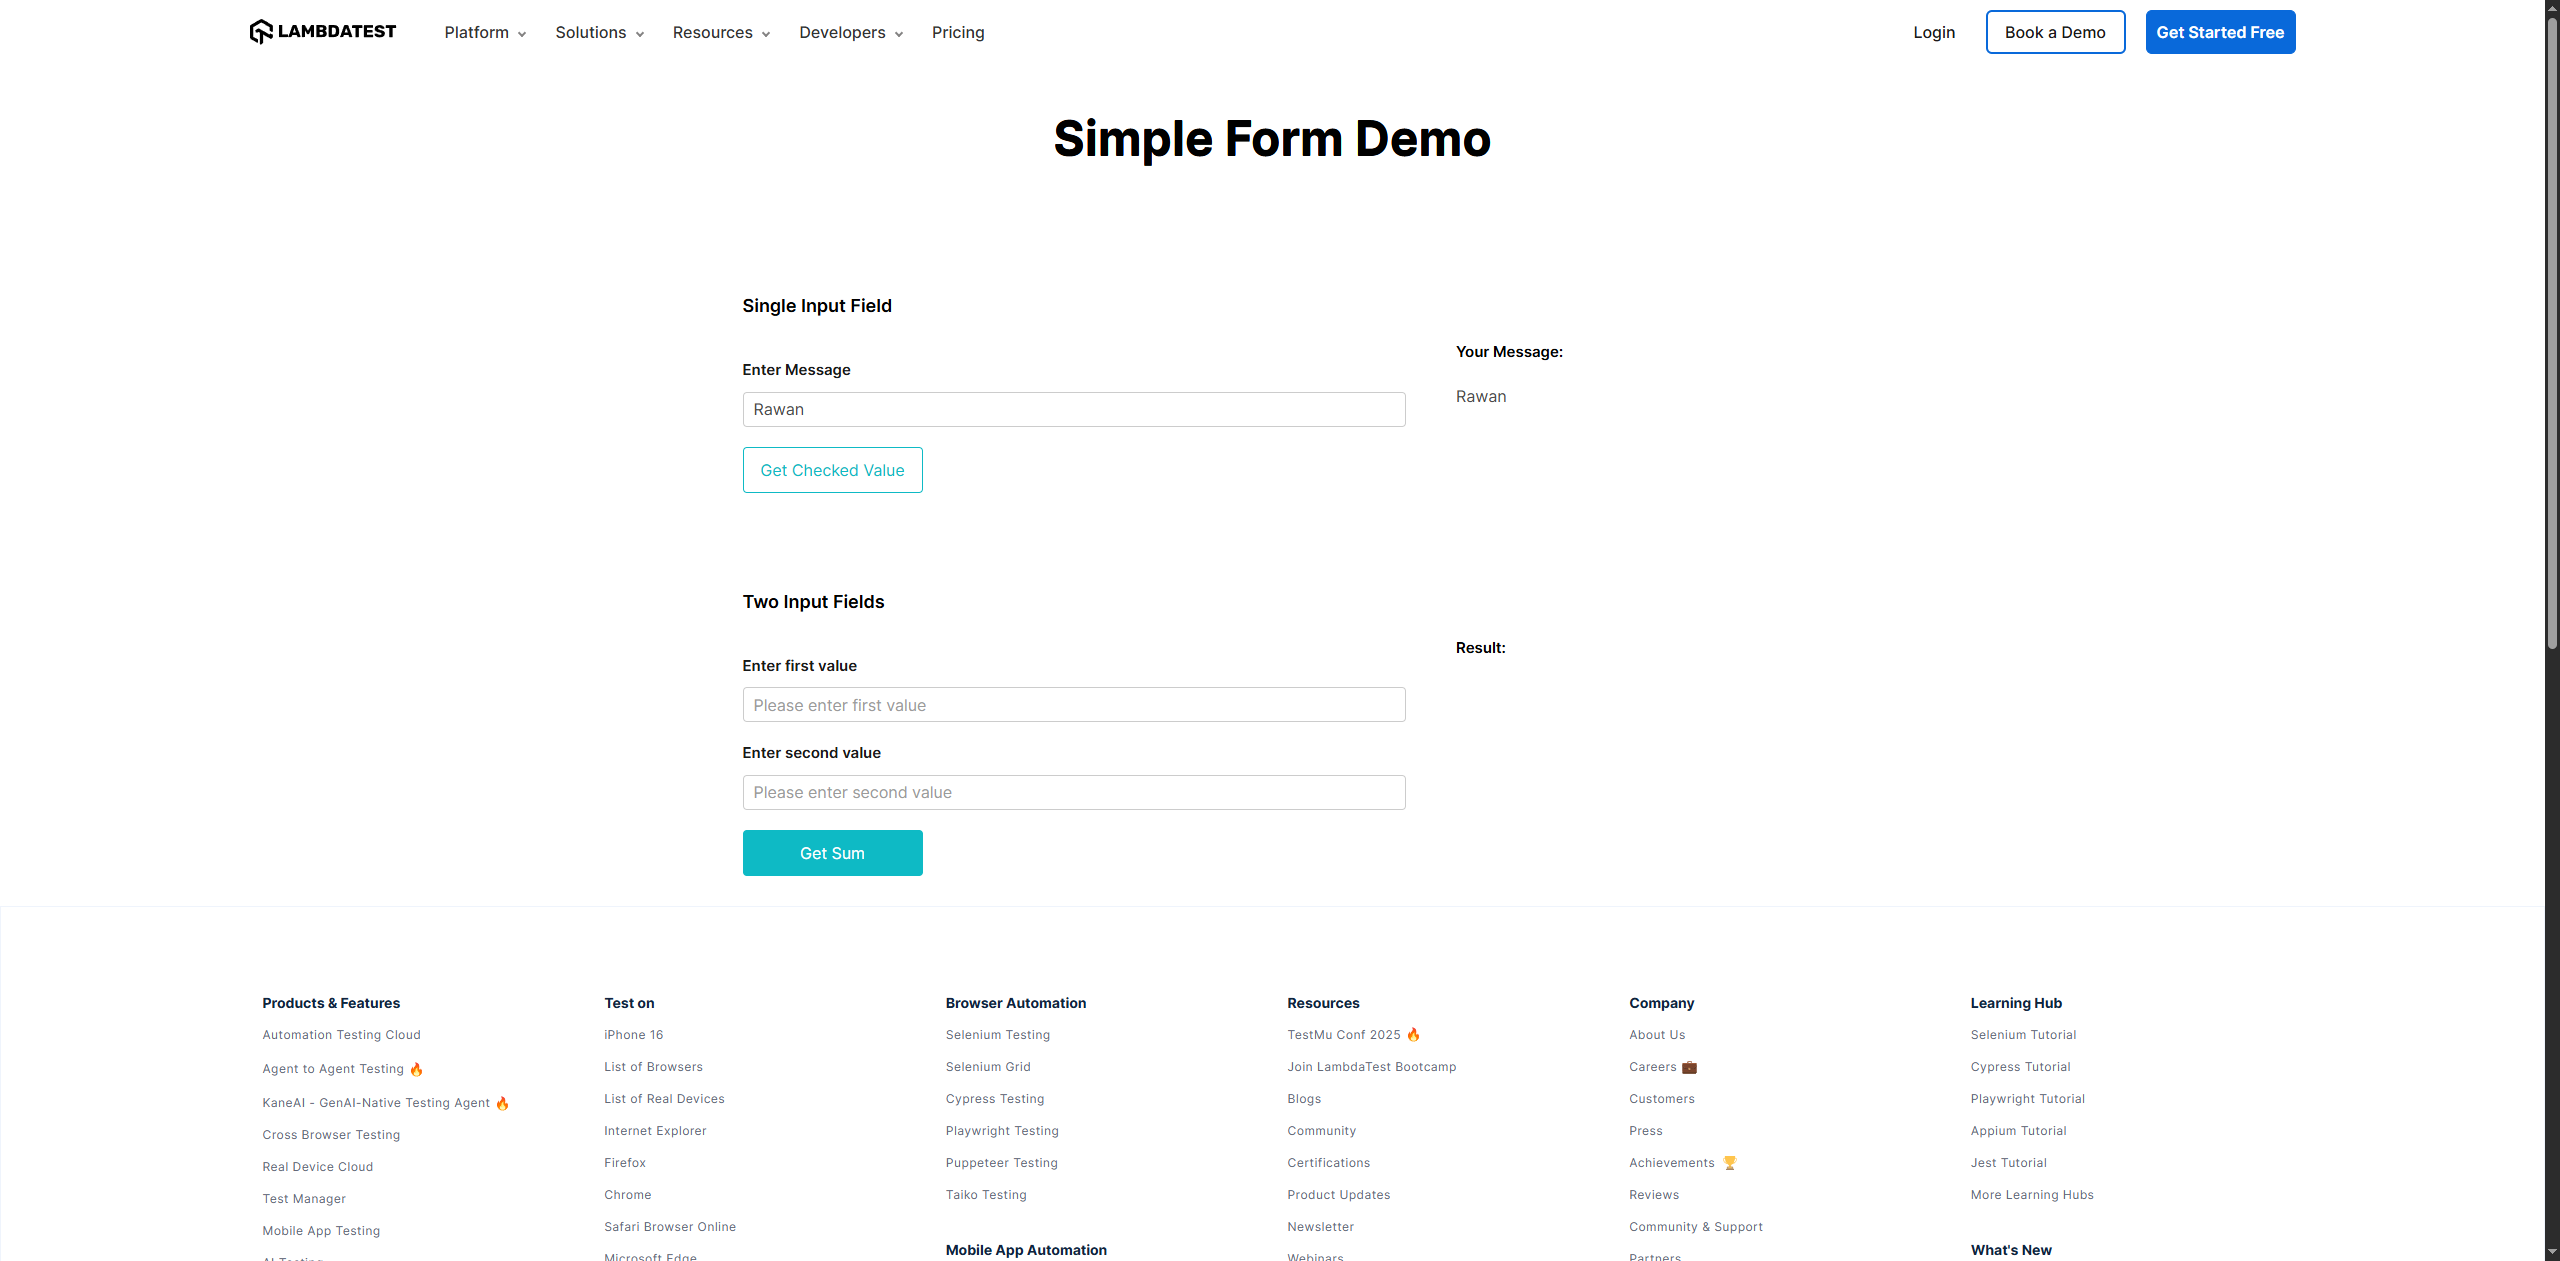 LAMBDATEST Platform Solutions Resources Developers Pricing Login Book a Demo Get Started Free
Simple Form Demo
Single Input Field
Your Message:
Enter Message
Rawan
Rawan
Get Checked Value
Two Input Fields
Result:
Enter first value
Please enter first value
Enter second value
Please enter second value
Get Sum
Products & Features
Automation Testing Cloud
Agent to Agent Testing 🔥
KaneAI - GenAI-Native Testing Agent 🔥
Cross Browser Testing
Real Device Cloud
Test Manager
Mobile App Testing
AI Testing
Test on
iPhone 16
List of Browsers
List of Real Devices
Internet Explorer
Firefox
Chrome
Safari Browser Online
Microsoft Edge
Browser Automation
Selenium Testing
Selenium Grid
Cypress Testing
Playwright Testing
Puppeteer Testing
Taiko Testing
Mobile App Automation
Resources
TestMu Conf 2025 🔥
Join LambdaTest Bootcamp
Blogs
Community
Certifications
Product Updates
Newsletter
Webinars
Company
About Us
Careers 💼
Customers
Press
Achievements 🏆
Reviews
Community & Support
Partners
Learning Hub
Selenium Tutorial
Cypress Tutorial
Playwright Tutorial
Appium Tutorial
Jest Tutorial
More Learning Hubs
What's New